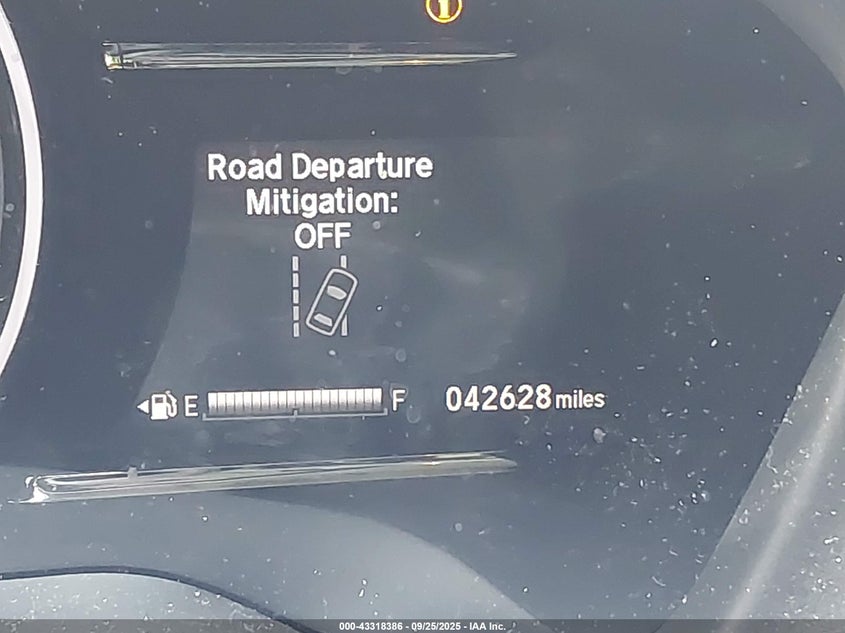 Road Departure
Mitigation:
OFF
E F 042628 miles
000-43318386 - 09/25/2025 - IAA Inc.